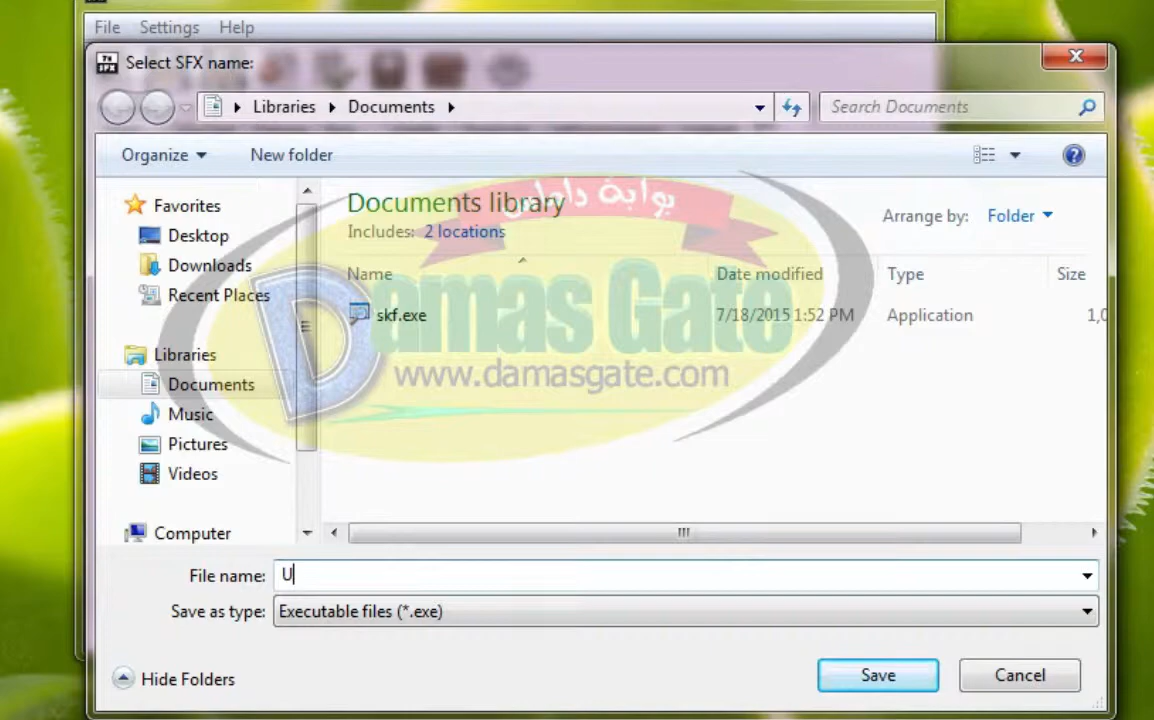 File Settings Help
Select SFX name:
Libraries Documents Search Documents
Organize New folder
Favorites
Desktop
Downloads
Recent Places
Libraries
Documents
Music
Pictures
Videos
Computer
Documents library
Includes: 2 locations
Arrange by: Folder
Name Date modified Type Size
skf.exe 7/18/2015 1:52 PM Application 1,0
بوابة داماس
Damas Gate
www.damasgate.com
File name: U
Save as type: Executable files (*.exe)
Hide Folders Save Cancel